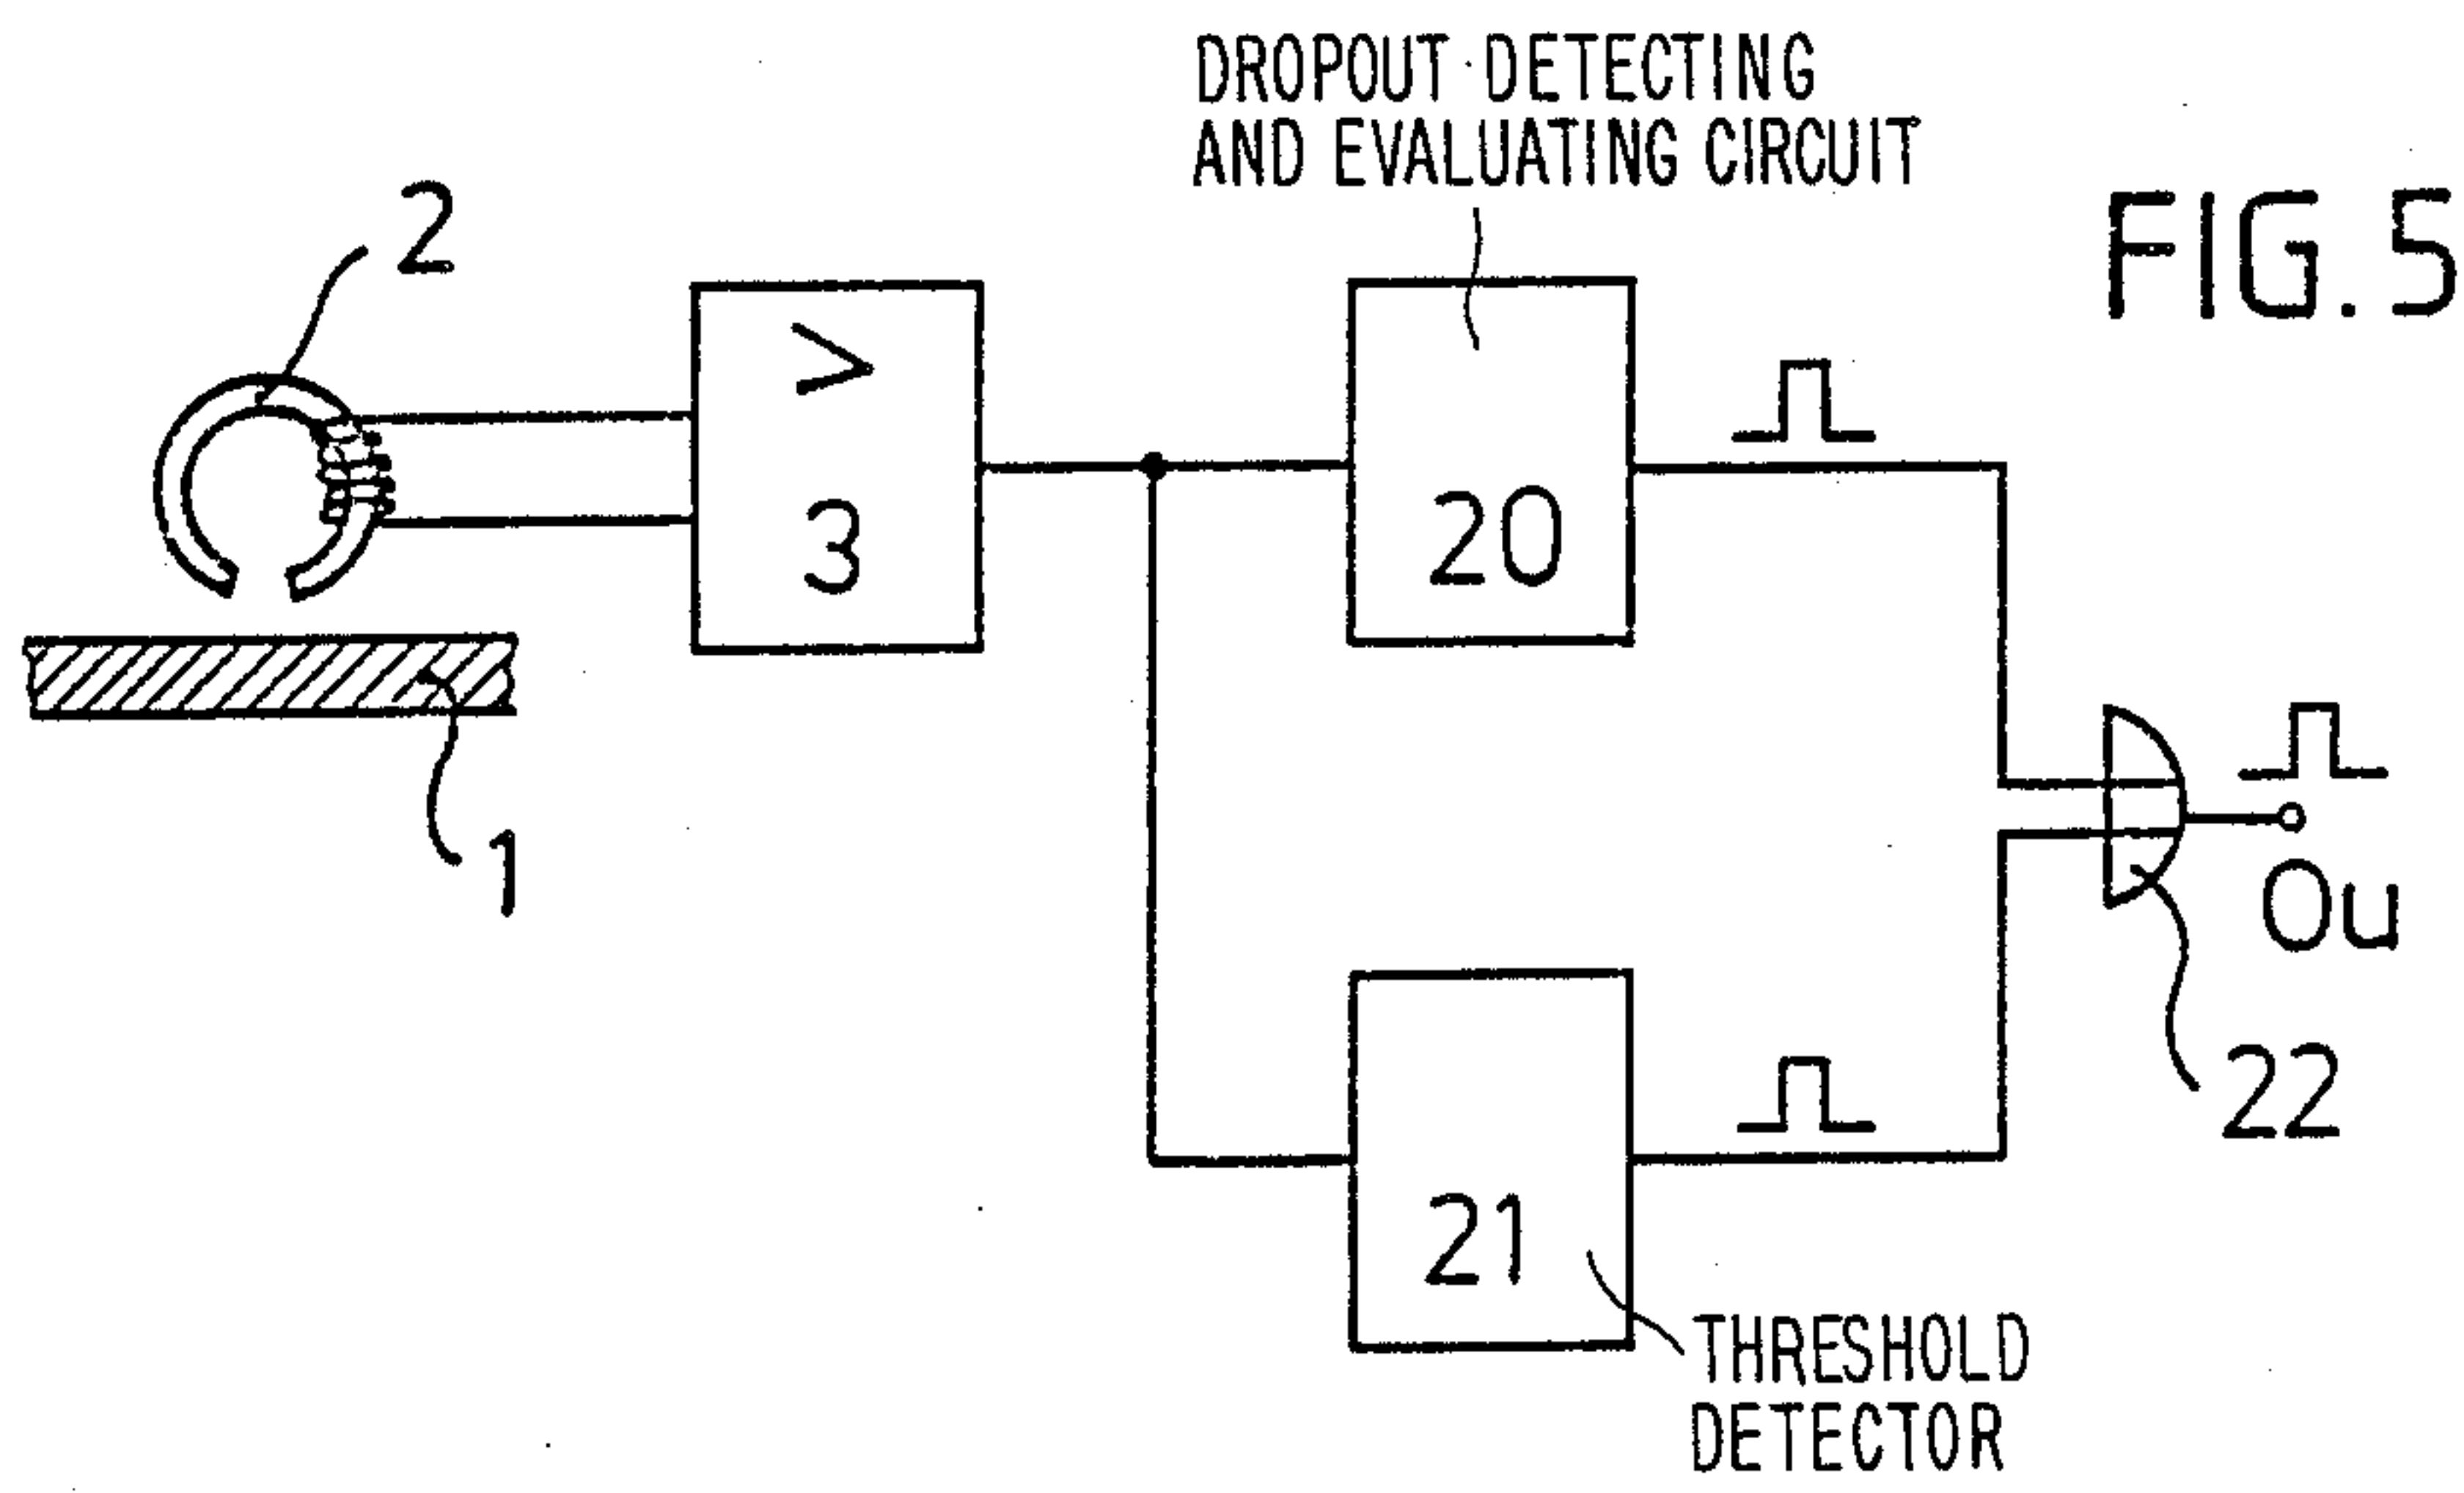 DROPOUT DETECTING
AND EVALUATING CIRCUIT
FIG. 5
2
>
3
20
1
Ou
22
21
THRESHOLD
DETECTOR